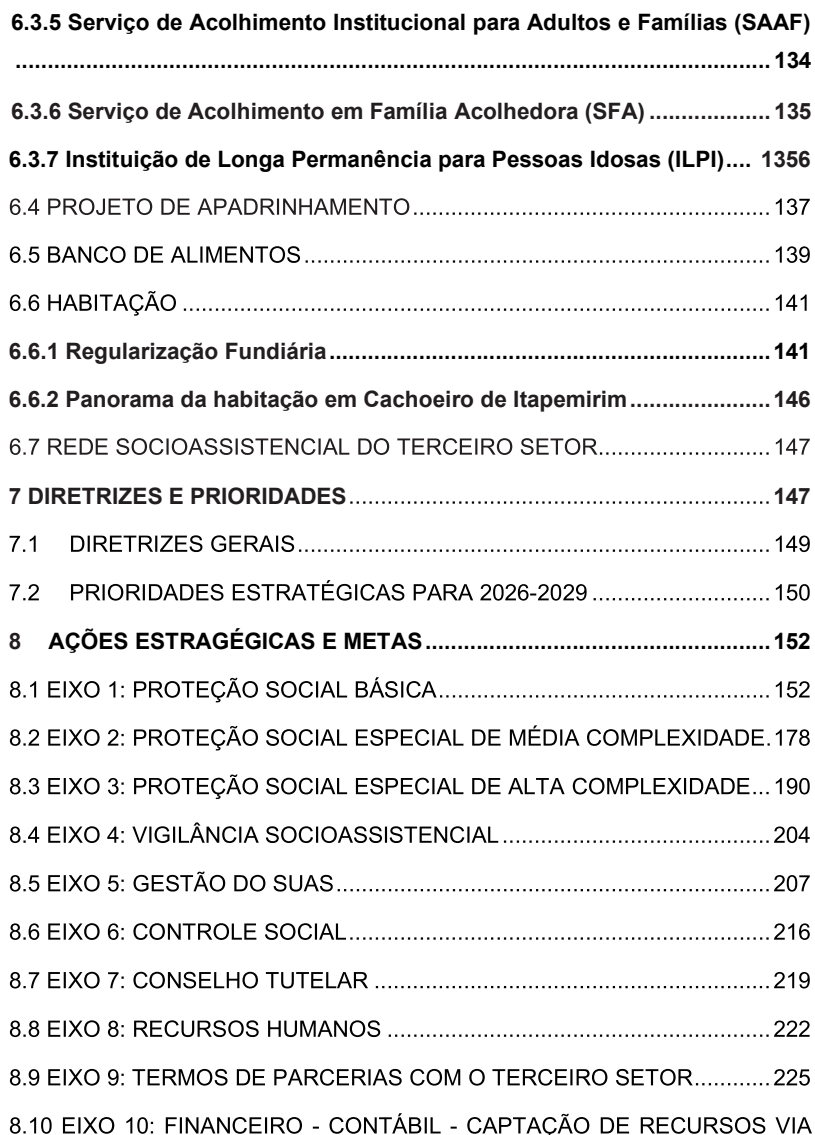 6.3.5 Serviço de Acolhimento Institucional para Adultos e Famílias (SAAF)
........................................................................................................................ 134
6.3.6 Serviço de Acolhimento em Família Acolhedora (SFA) ................... 135
6.3.7 Instituição de Longa Permanência para Pessoas Idosas (ILPI).... 1356
6.4 PROJETO DE APADRINHAMENTO......................................................... 137
6.5 BANCO DE ALIMENTOS.......................................................................... 139
6.6 HABITAÇÃO ............................................................................................. 141
6.6.1 Regularização Fundiária...................................................................... 141
6.6.2 Panorama da habitação em Cachoeiro de Itapemirim...................... 146
6.7 REDE SOCIOASSISTENCIAL DO TERCEIRO SETOR........................... 147
7 DIRETRIZES E PRIORIDADES................................................................... 147
7.1 DIRETRIZES GERAIS........................................................................... 149
7.2 PRIORIDADES ESTRATÉGICAS PARA 2026-2029 ............................ 150
8 AÇÕES ESTRAGÉGICAS E METAS...................................................... 152
8.1 EIXO 1: PROTEÇÃO SOCIAL BÁSICA..................................................... 152
8.2 EIXO 2: PROTEÇÃO SOCIAL ESPECIAL DE MÉDIA COMPLEXIDADE. 178
8.3 EIXO 3: PROTEÇÃO SOCIAL ESPECIAL DE ALTA COMPLEXIDADE... 190
8.4 EIXO 4: VIGILÂNCIA SOCIOASSISTENCIAL........................................... 204
8.5 EIXO 5: GESTÃO DO SUAS..................................................................... 207
8.6 EIXO 6: CONTROLE SOCIAL................................................................... 216
8.7 EIXO 7: CONSELHO TUTELAR ............................................................... 219
8.8 EIXO 8: RECURSOS HUMANOS ............................................................. 222
8.9 EIXO 9: TERMOS DE PARCERIAS COM O TERCEIRO SETOR............ 225
8.10 EIXO 10: FINANCEIRO - CONTÁBIL - CAPTAÇÃO DE RECURSOS VIA